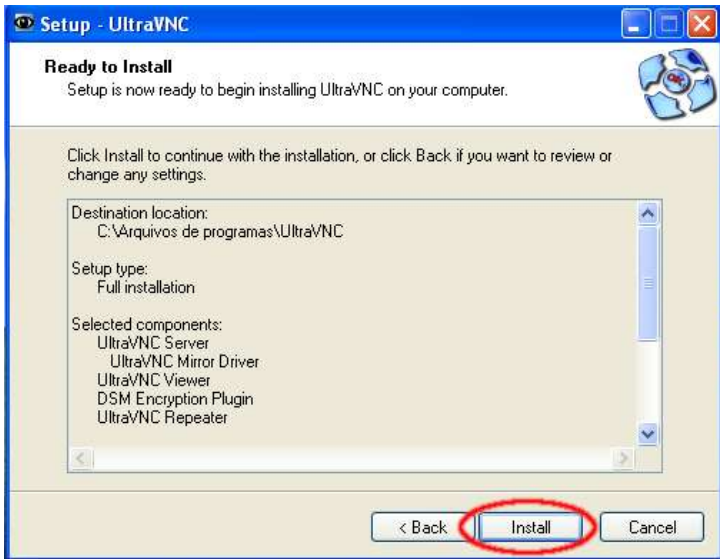 Setup - UltraVNC
Ready to Install
Setup is now ready to begin installing UltraVNC on your computer.
Click Install to continue with the installation, or click Back if you want to review or
change any settings.
Destination location:
C:\Arquivos de programas\UltraVNC
Setup type:
Full installation
Selected components:
UltraVNC Server
UltraVNC Mirror Driver
UltraVNC Viewer
DSM Encryption Plugin
UltraVNC Repeater
< Back
Install
Cancel